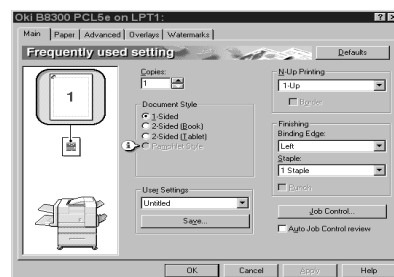 Oki B8300 PCL5e on LPT1:
Main Paper Advanced Overlays Watermarks
Frequently used setting
Defaults
1
Copies:
1
Document Style
1-Sided
2-Sided (Book)
2-Sided (Tablet)
Pamphlet Style
User Settings
Untitled
Save...
N-Up Printing
1-Up
Border
Finishing
Binding Edge:
Left
Staple:
1 Staple
Punch
Job Control...
Auto Job Control review
OK Cancel Apply Help